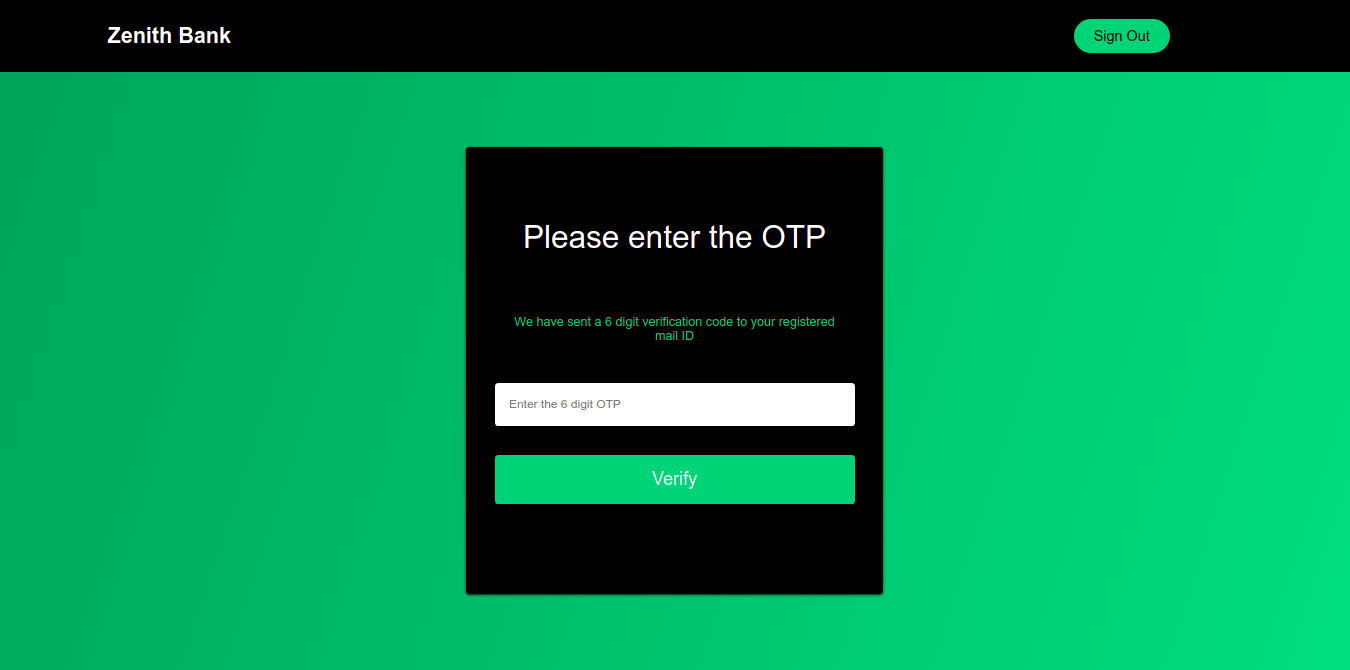 Zenith Bank
Sign Out
Please enter the OTP
We have sent a 6 digit verification code to your registered
mail ID
Enter the 6 digit OTP
Verify